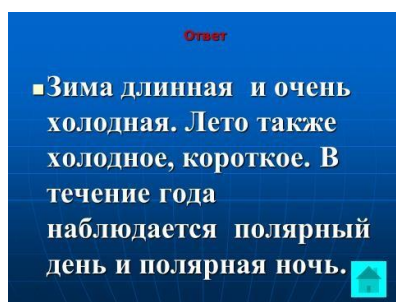 Ответ
Зима длинная и очень
холодная. Лето также
холодное, короткое. В
течение года
наблюдается полярный
день и полярная ночь.